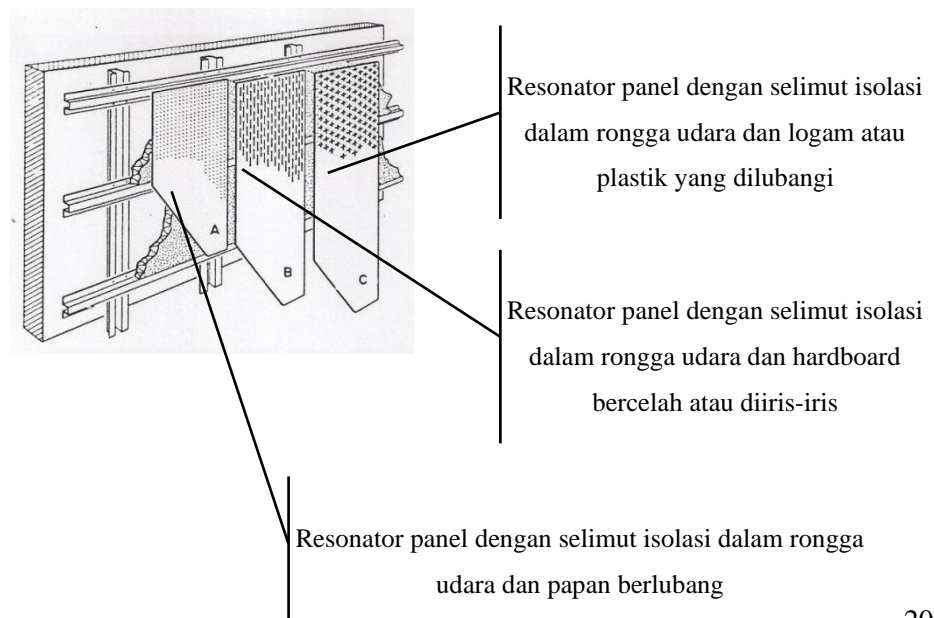 A
B
C
Resonator panel dengan selimut isolasi
dalam rongga udara dan logam atau
plastik yang dilubangi
Resonator panel dengan selimut isolasi
dalam rongga udara dan hardboard
bercelah atau diiris-iris
Resonator panel dengan selimut isolasi dalam rongga
udara dan papan berlubang